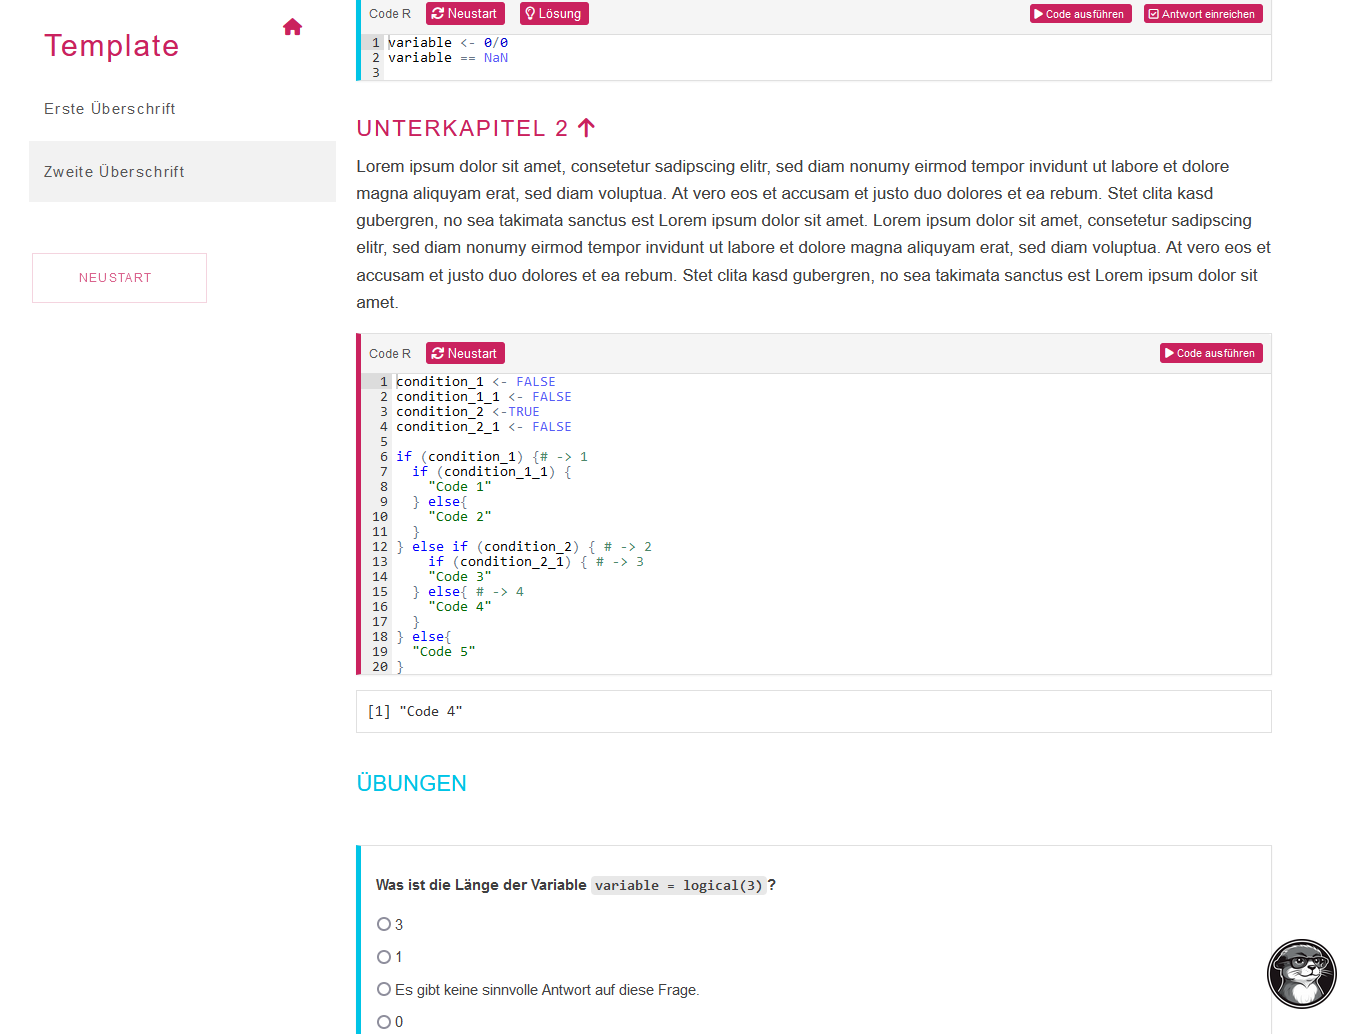 Template
Erste Überschrift
Zweite Überschrift
NEUSTART
Code R Neustart Lösung Code ausführen Antwort einreichen
1 variable <- 0/0
2 variable == NaN
3
UNTERKAPITEL 2
Lorem ipsum dolor sit amet, consetetur sadipscing elitr, sed diam nonumy eirmod tempor invidunt ut labore et dolore
magna aliquyam erat, sed diam voluptua. At vero eos et accusam et justo duo dolores et ea rebum. Stet clita kasd
gubergren, no sea takimata sanctus est Lorem ipsum dolor sit amet. Lorem ipsum dolor sit amet, consetetur sadipscing
elitr, sed diam nonumy eirmod tempor invidunt ut labore et dolore magna aliquyam erat, sed diam voluptua. At vero eos et
accusam et justo duo dolores et ea rebum. Stet clita kasd gubergren, no sea takimata sanctus est Lorem ipsum dolor sit
amet.
Code R Neustart Code ausführen
1 condition_1 <- FALSE
2 condition_1_1 <- FALSE
3 condition_2 <-TRUE
4 condition_2_1 <- FALSE
5
6 if (condition_1) {# -> 1
7   if (condition_1_1) {
8     "Code 1"
9   } else{
10     "Code 2"
11   }
12 } else if (condition_2) { # -> 2
13     if (condition_2_1) { # -> 3
14     "Code 3"
15   } else{ # -> 4
16     "Code 4"
17   }
18 } else{
19   "Code 5"
20 }
[1] "Code 4"
ÜBUNGEN
Was ist die Länge der Variable variable = logical(3)?
3
1
Es gibt keine sinnvolle Antwort auf diese Frage.
0